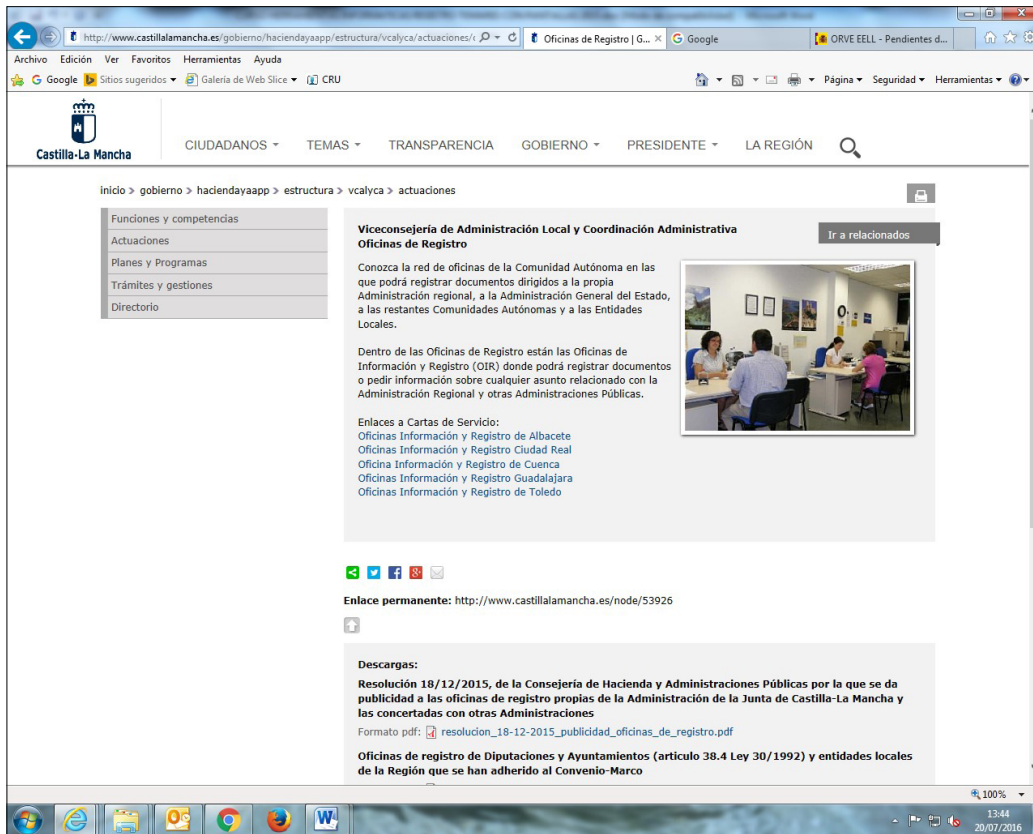 http://www.castillalamancha.es/gobierno/haciendayaapp/estructura/vcalyca/actuaciones/
Oficinas de Registro | G...
Google
ORVE EELL - Pendientes d...
Archivo Edición Ver Favoritos Herramientas Ayuda
Google Sitios sugeridos Galería de Web Slice CRU
Página Seguridad Herramientas
Castilla-La Mancha
CIUDADANOS TEMAS TRANSPARENCIA GOBIERNO PRESIDENTE LA REGIÓN
inicio > gobierno > haciendayaapp > estructura > vcalyca > actuaciones
Funciones y competencias
Actuaciones
Planes y Programas
Trámites y gestiones
Directorio
Viceconsejería de Administración Local y Coordinación Administrativa
Oficinas de Registro
Ir a relacionados
Conozca la red de oficinas de la Comunidad Autónoma en las
que podrá registrar documentos dirigidos a la propia
Administración regional, a la Administración General del Estado,
a las restantes Comunidades Autónomas y a las Entidades
Locales.
Dentro de las Oficinas de Registro están las Oficinas de
Información y Registro (OIR) donde podrá registrar documentos
o pedir información sobre cualquier asunto relacionado con la
Administración Regional y otras Administraciones Públicas.
Enlaces a Cartas de Servicio:
Oficinas Información y Registro de Albacete
Oficinas Información y Registro Ciudad Real
Oficina Información y Registro de Cuenca
Oficinas Información y Registro Guadalajara
Oficinas Información y Registro de Toledo
Enlace permanente: http://www.castillalamancha.es/node/53926
Descargas:
Resolución 18/12/2015, de la Consejería de Hacienda y Administraciones Públicas por la que se da
publicidad a las oficinas de registro propias de la Administración de la Junta de Castilla-La Mancha y
las concertadas con otras Administraciones
Formato pdf: resolucion_18-12-2015_publicidad_oficinas_de_registro.pdf
Oficinas de registro de Diputaciones y Ayuntamientos (articulo 38.4 Ley 30/1992) y entidades locales
de la Región que se han adherido al Convenio-Marco
100%
13:44
20/07/2016